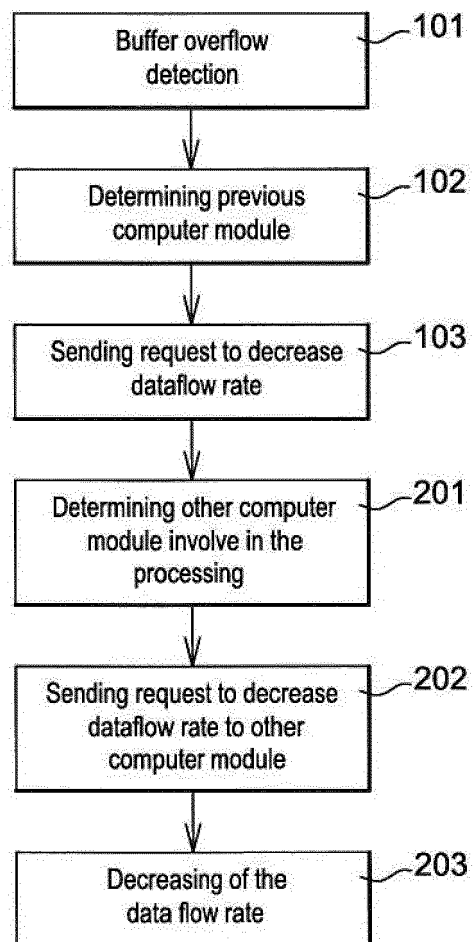 101
Buffer overflow
detection
102
Determining previous
computer module
103
Sending request to decrease
dataflow rate
201
Determining other computer
module involve in the
processing
202
Sending request to decrease
dataflow rate to other
computer module
203
Decreasing of the
data flow rate